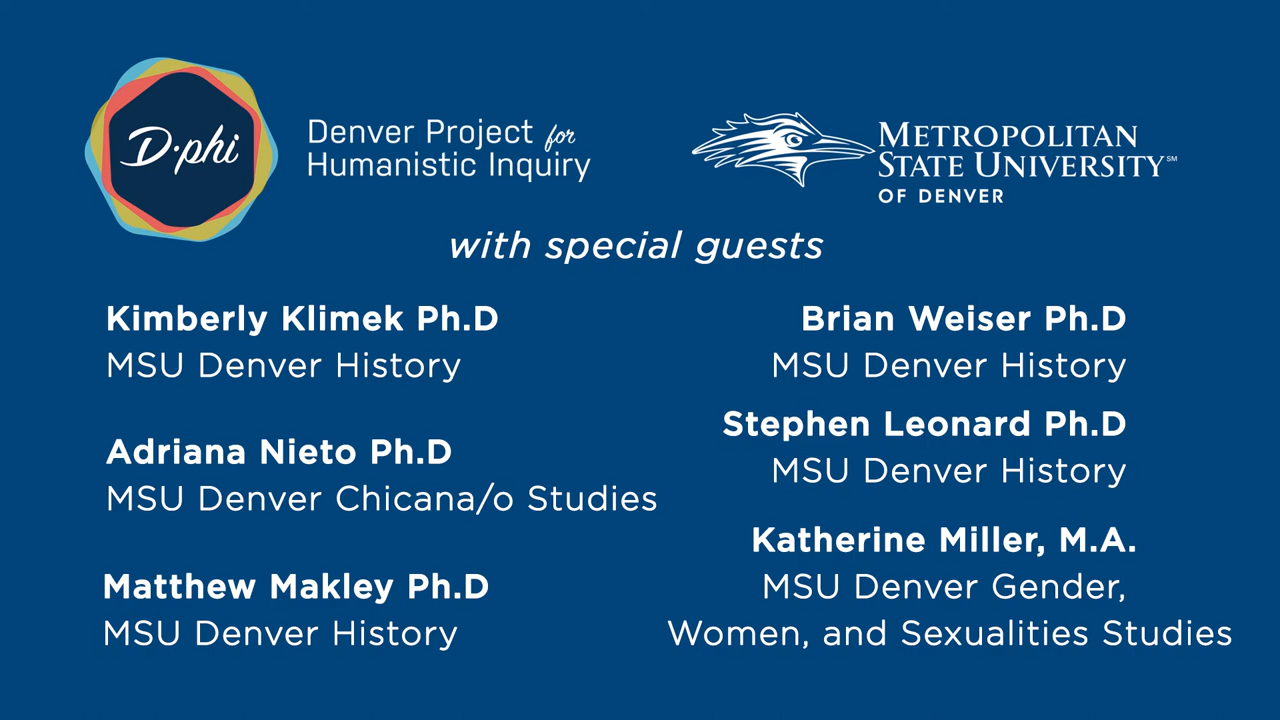 D·phi
Denver Project for
Humanistic Inquiry
METROPOLITAN
STATE UNIVERSITY℠
OF DENVER
with special guests
Kimberly Klimek Ph.D
MSU Denver History
Adriana Nieto Ph.D
MSU Denver Chicana/o Studies
Matthew Makley Ph.D
MSU Denver History
Brian Weiser Ph.D
MSU Denver History
Stephen Leonard Ph.D
MSU Denver History
Katherine Miller, M.A.
MSU Denver Gender,
Women, and Sexualities Studies